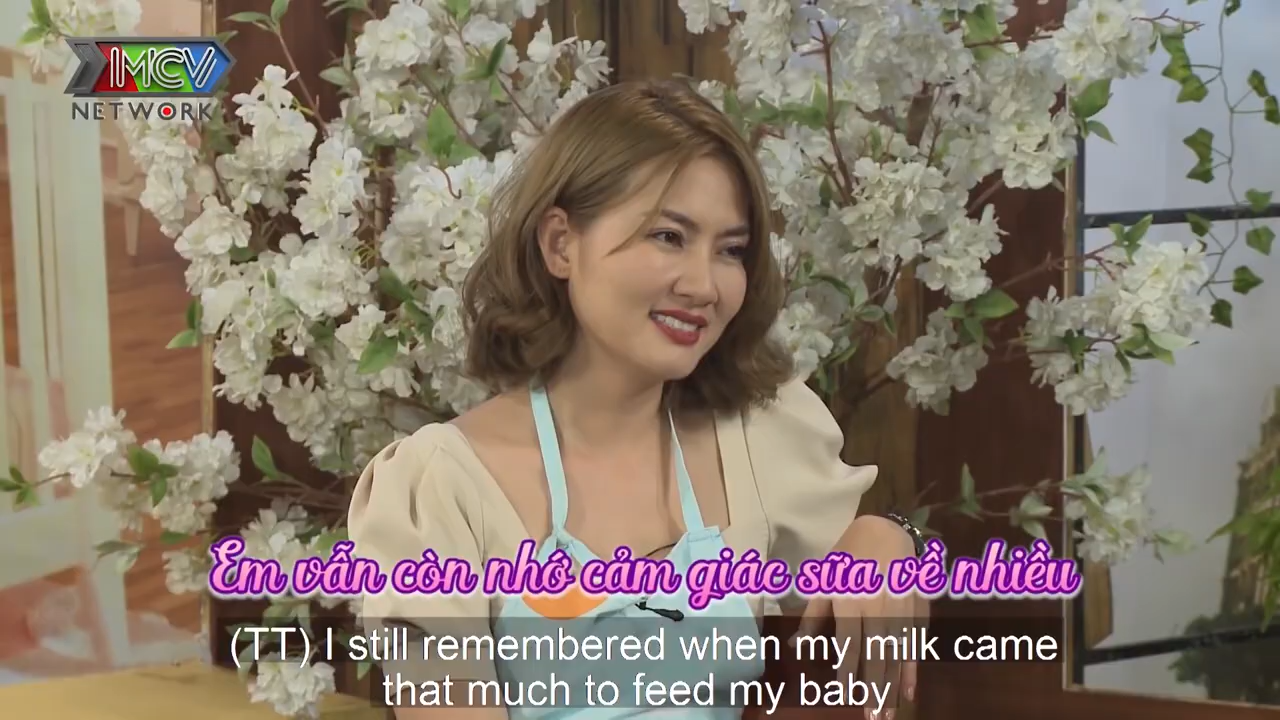 MCV
NETWORK
Em vẫn còn nhớ cảm giác sữa về nhiều
(TT) I still remembered when my milk came
that much to feed my baby